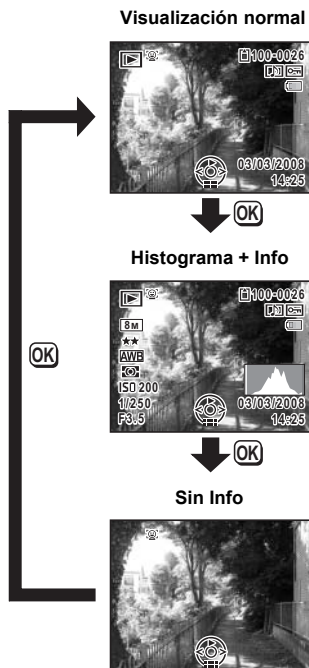 Visualización normal
100-0026
03/03/2008
14:25
OK
Histograma + Info
100-0026
8M
AWB
ISO 200
1/250
F3.5
03/03/2008
14:25
OK
OK
Sin Info